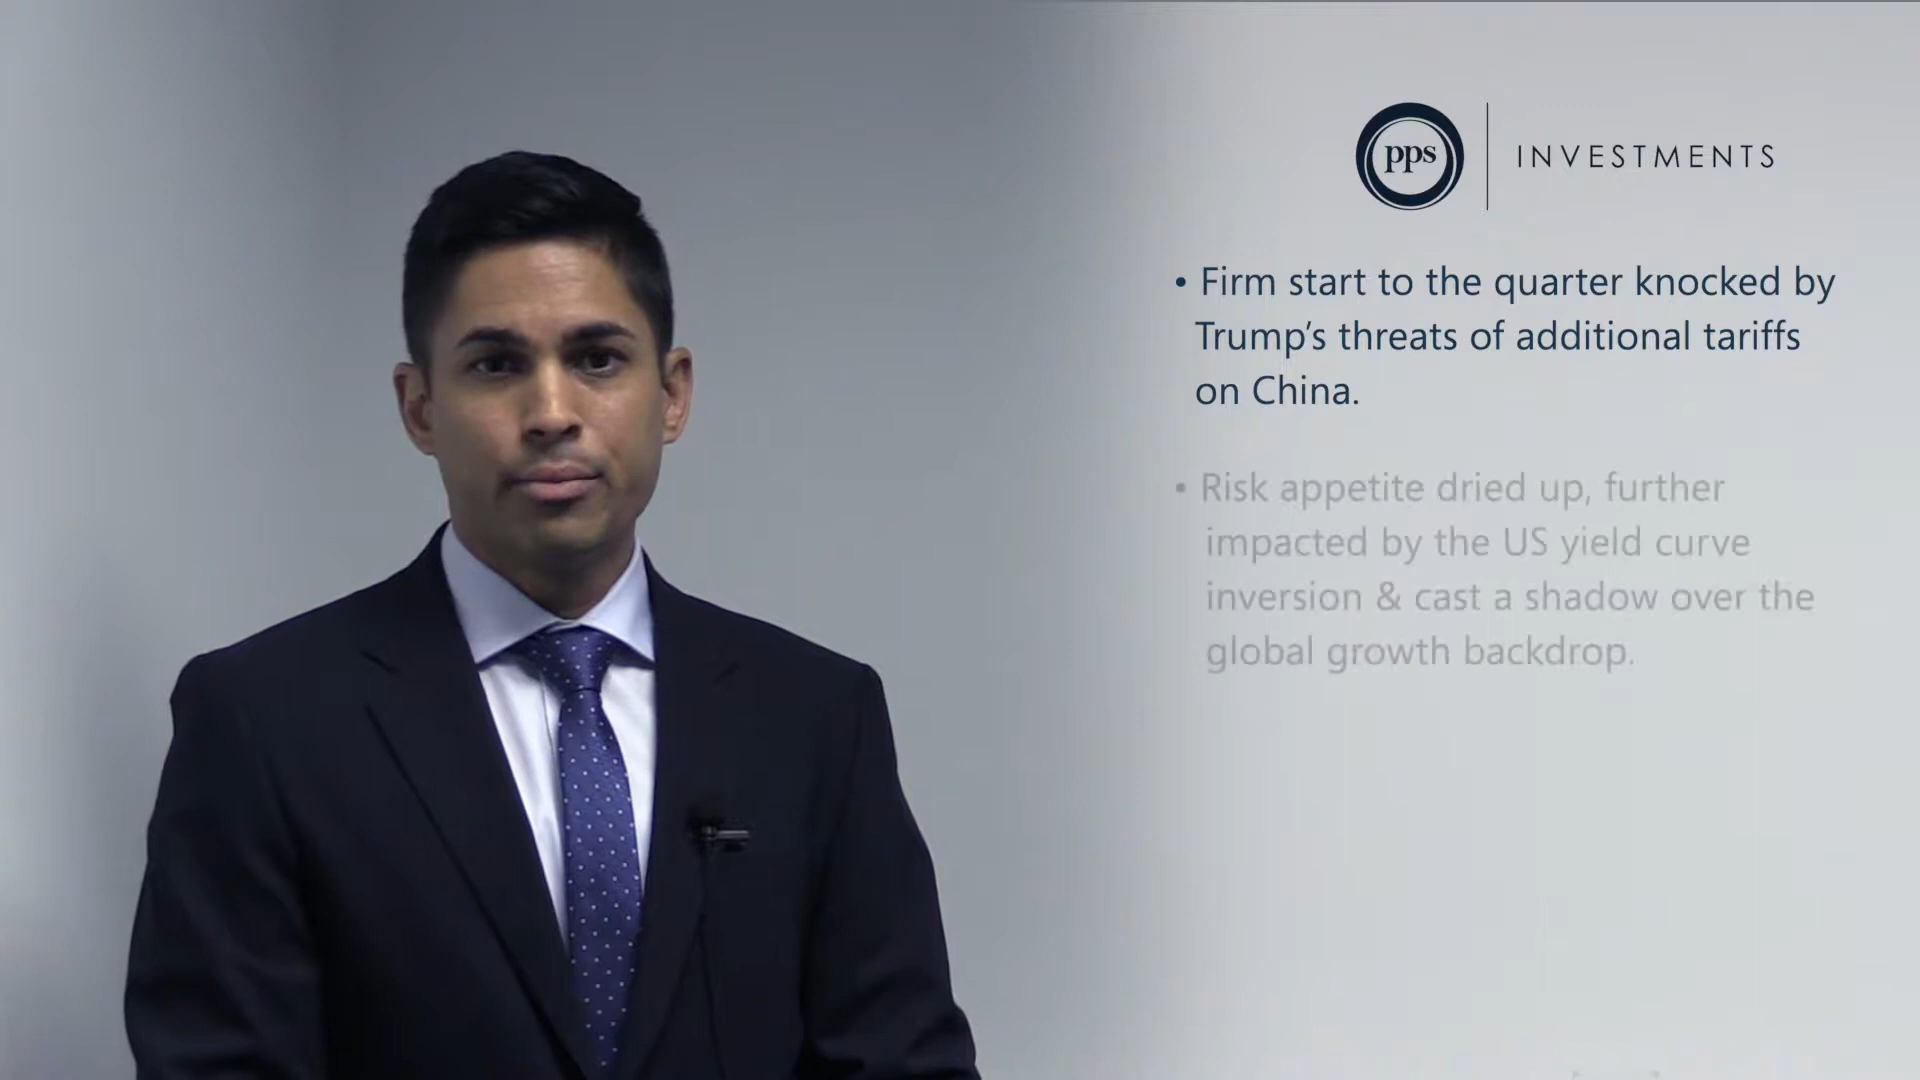 pps
INVESTMENTS
• Firm start to the quarter knocked by
Trump’s threats of additional tariffs
on China.
• Risk appetite dried up, further
impacted by the US yield curve
inversion & cast a shadow over the
global growth backdrop.